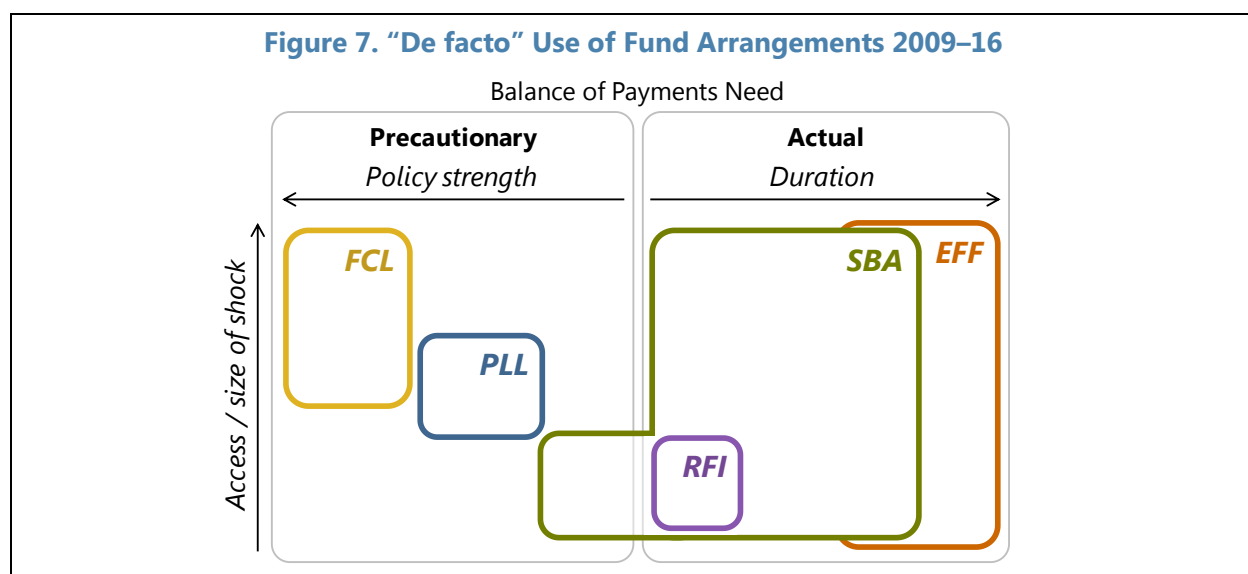 Figure 7. “De facto” Use of Fund Arrangements 2009–16
Balance of Payments Need
Precautionary
Actual
Policy strength
Duration
Access / size of shock
FCL
SBA
EFF
PLL
RFI